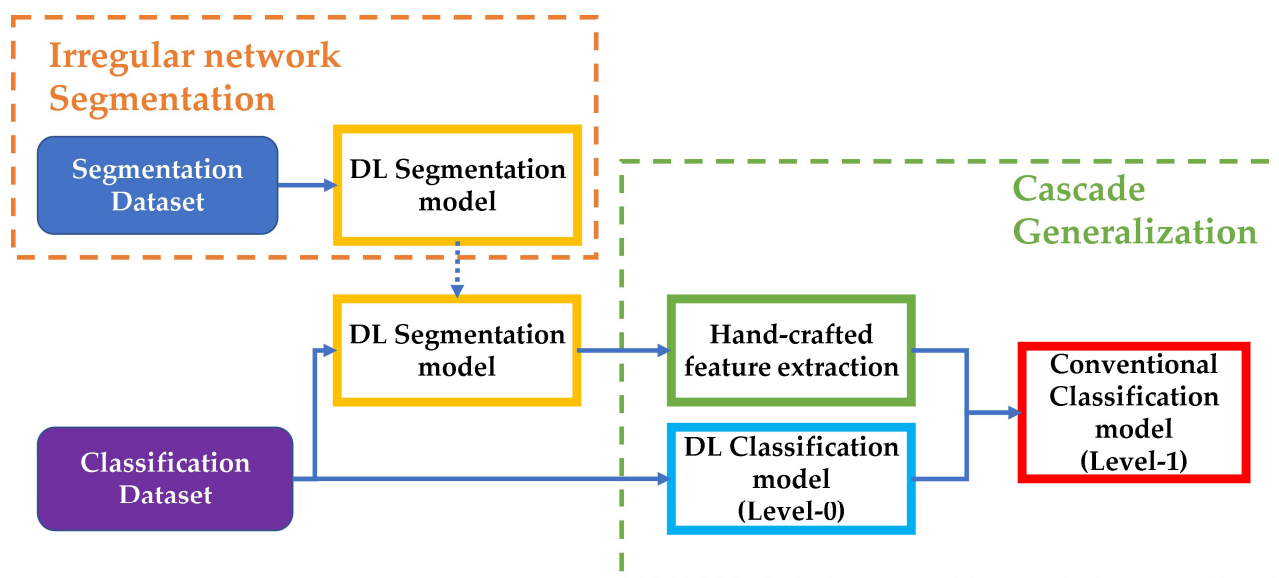 Irregular network
Segmentation
Segmentation
Dataset
DL Segmentation
model
Cascade
Generalization
DL Segmentation
model
Hand-crafted
feature extraction
Conventional
Classification
model
(Level-1)
Classification
Dataset
DL Classification
model
(Level-0)